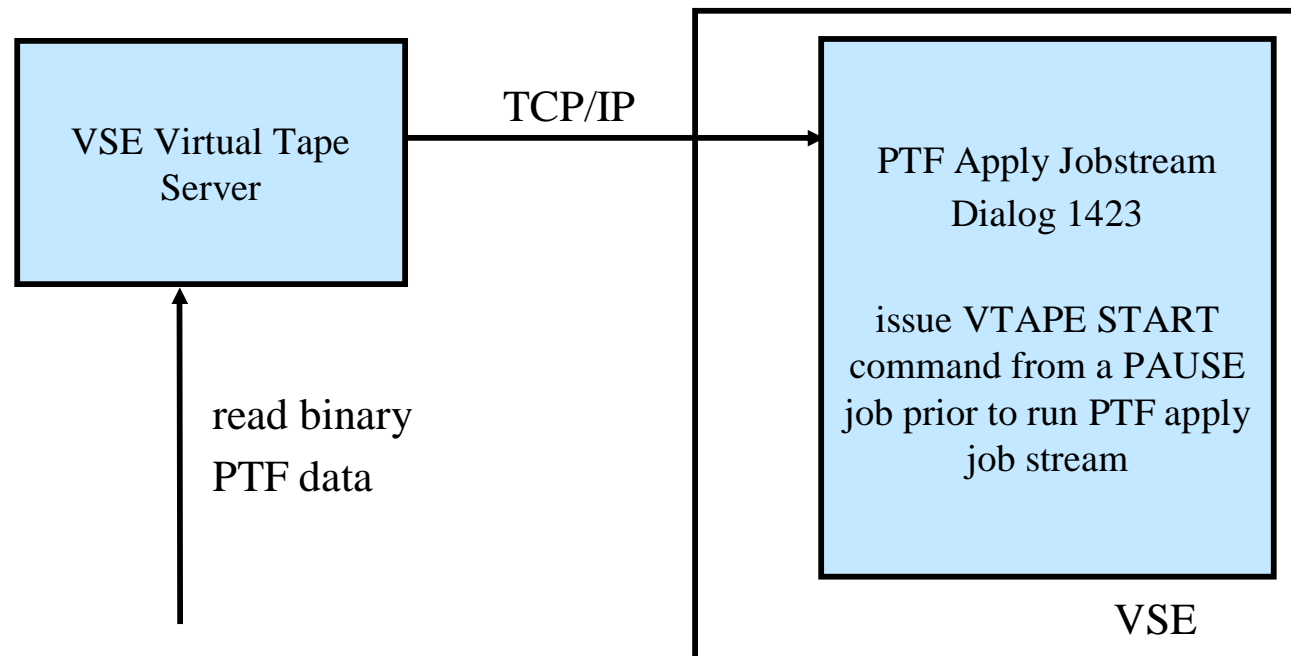 VSE Virtual Tape
Server
TCP/IP
PTF Apply Jobstream
Dialog 1423
issue VTAPE START
command from a PAUSE
job prior to run PTF apply
job stream
read binary
PTF data
VSE